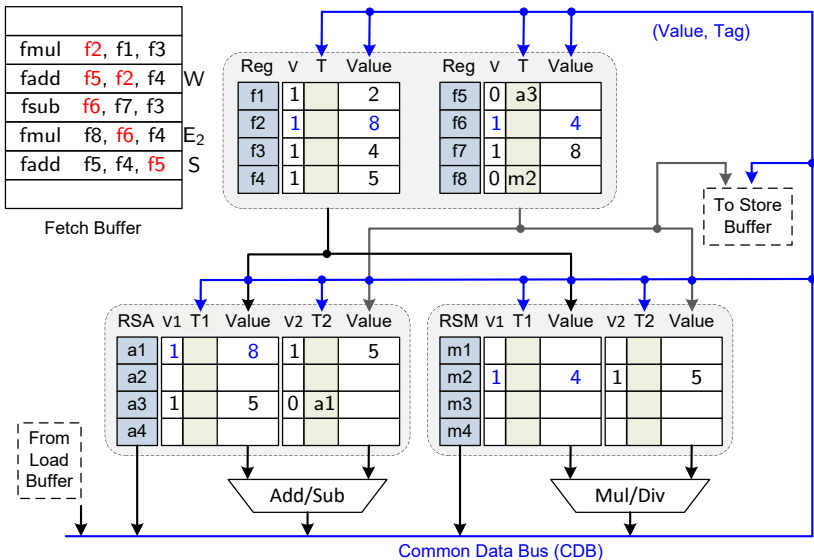 fmul f2, f1, f3
fadd f5, f2, f4 W
fsub f6, f7, f3
fmul f8, f6, f4 E2
fadd f5, f4, f5 S
Fetch Buffer
(Value, Tag)
Reg V T Value
f1 1 2
f2 1 8
f3 1 4
f4 1 5
Reg V T Value
f5 0 a3
f6 1 4
f7 1 8
f8 0 m2
To Store
Buffer
RSA V1 T1 Value V2 T2 Value
a1 1 8 1 5
a2
a3 1 5 0 a1
a4
RSM V1 T1 Value V2 T2 Value
m1
m2 1 4 1 5
m3
m4
From
Load
Buffer
Add/Sub
Mul/Div
Common Data Bus (CDB)